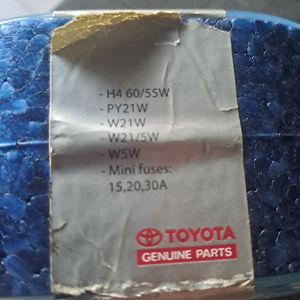 - H4 60/55W
- PY21W
- W21W
- W21/5W
- W5W
- Mini fuses:
15,20,30A
TOYOTA
GENUINE PARTS